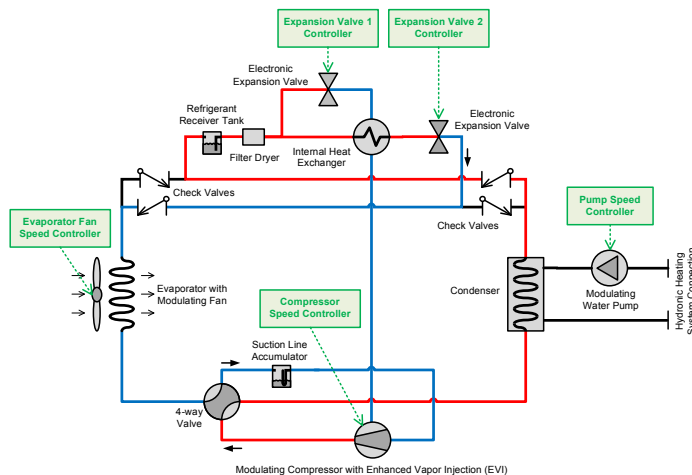 Expansion Valve 1
Controller
Expansion Valve 2
Controller
Electronic
Expansion Valve
Electronic
Expansion Valve
Refrigerant
Receiver Tank
Filter Dryer
Internal Heat
Exchanger
Check Valves
Check Valves
Evaporator Fan
Speed Controller
Pump Speed
Controller
Evaporator with
Modulating Fan
Condenser
Modulating
Water Pump
Hydronic Heating
System Connection
Compressor
Speed Controller
Suction Line
Accumulator
4-way
Valve
Modulating Compressor with Enhanced Vapor Injection (EVI)